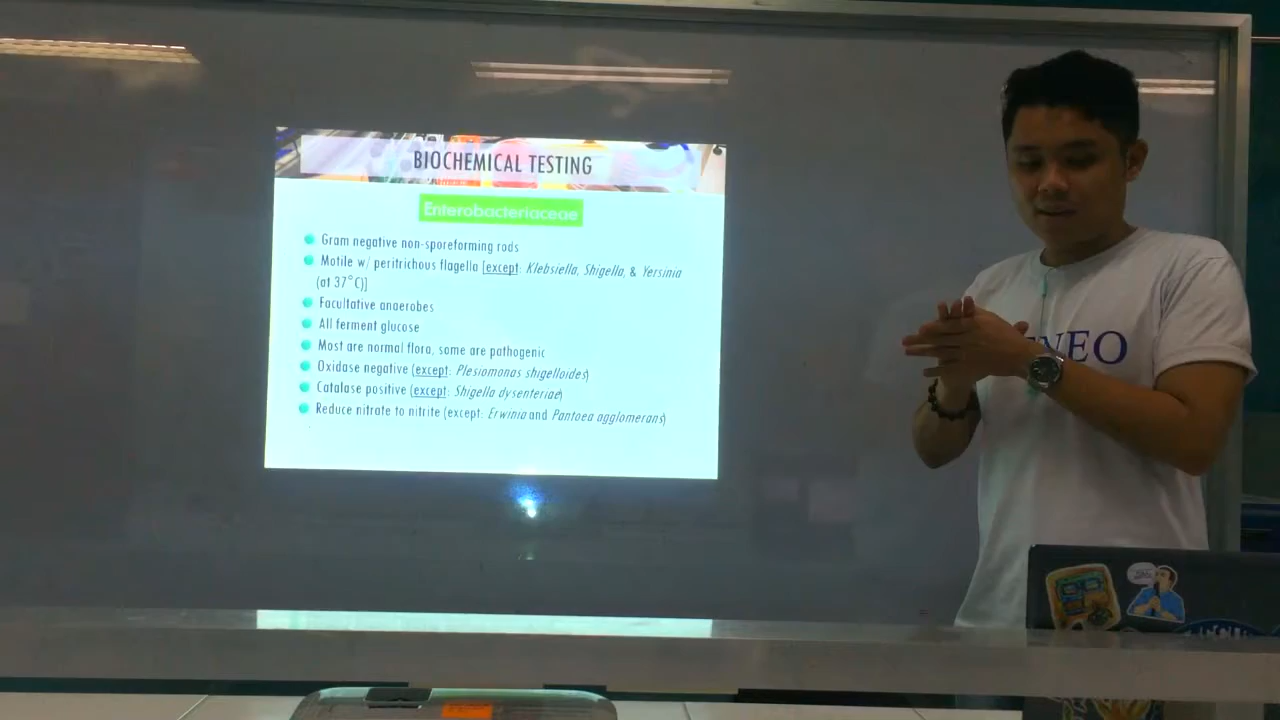 BIOCHEMICAL TESTING
Enterobacteriaceae
Gram negative non-sporeforming rods
Motile w/ peritrichous flagella [except: Klebsiella, Shigella, & Yersinia
(at 37°C)]
Facultative anaerobes
All ferment glucose
Most are normal flora, some are pathogenic
Oxidase negative (except: Plesiomonas shigelloides)
Catalase positive (except: Shigella dysenteriae)
Reduce nitrate to nitrite (except: Erwinia and Pantoea agglomerans)
NEO